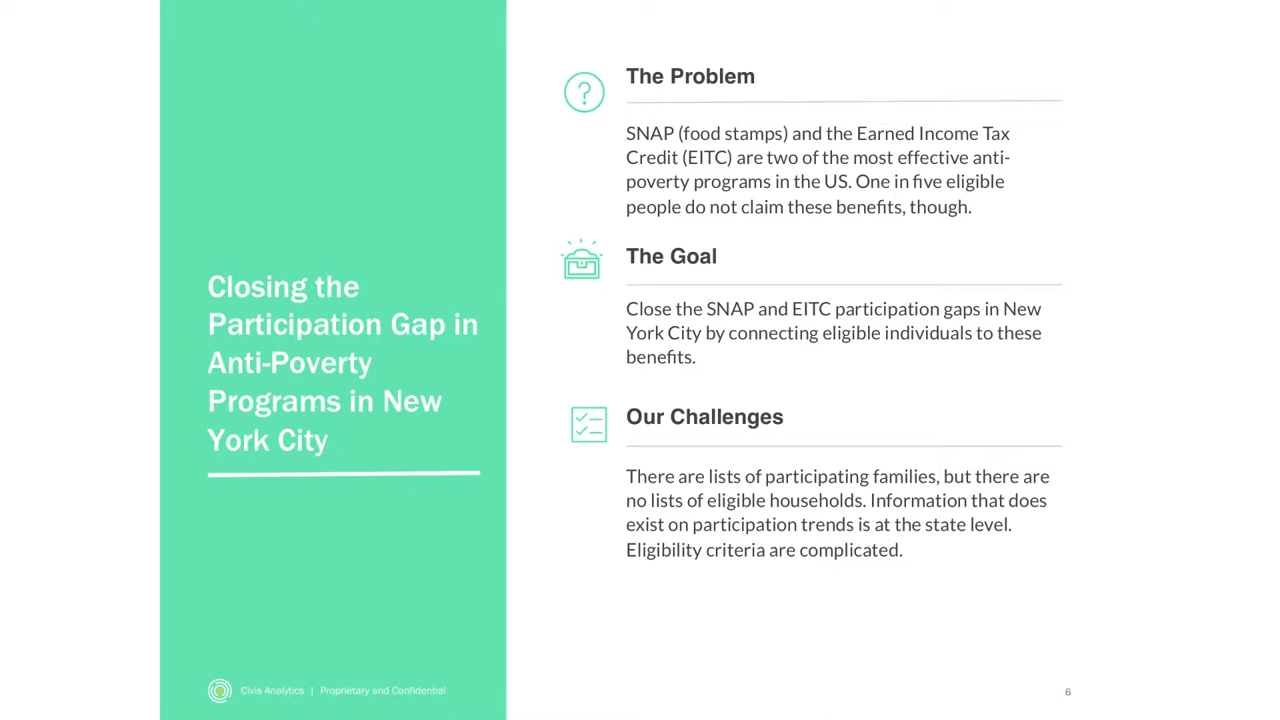 Closing the
Participation Gap in
Anti-Poverty
Programs in New
York City
The Problem
SNAP (food stamps) and the Earned Income Tax
Credit (EITC) are two of the most effective anti-
poverty programs in the US. One in five eligible
people do not claim these benefits, though.
The Goal
Close the SNAP and EITC participation gaps in New
York City by connecting eligible individuals to these
benefits.
Our Challenges
There are lists of participating families, but there are
no lists of eligible households. Information that does
exist on participation trends is at the state level.
Eligibility criteria are complicated.
Civis Analytics | Proprietary and Confidential
6